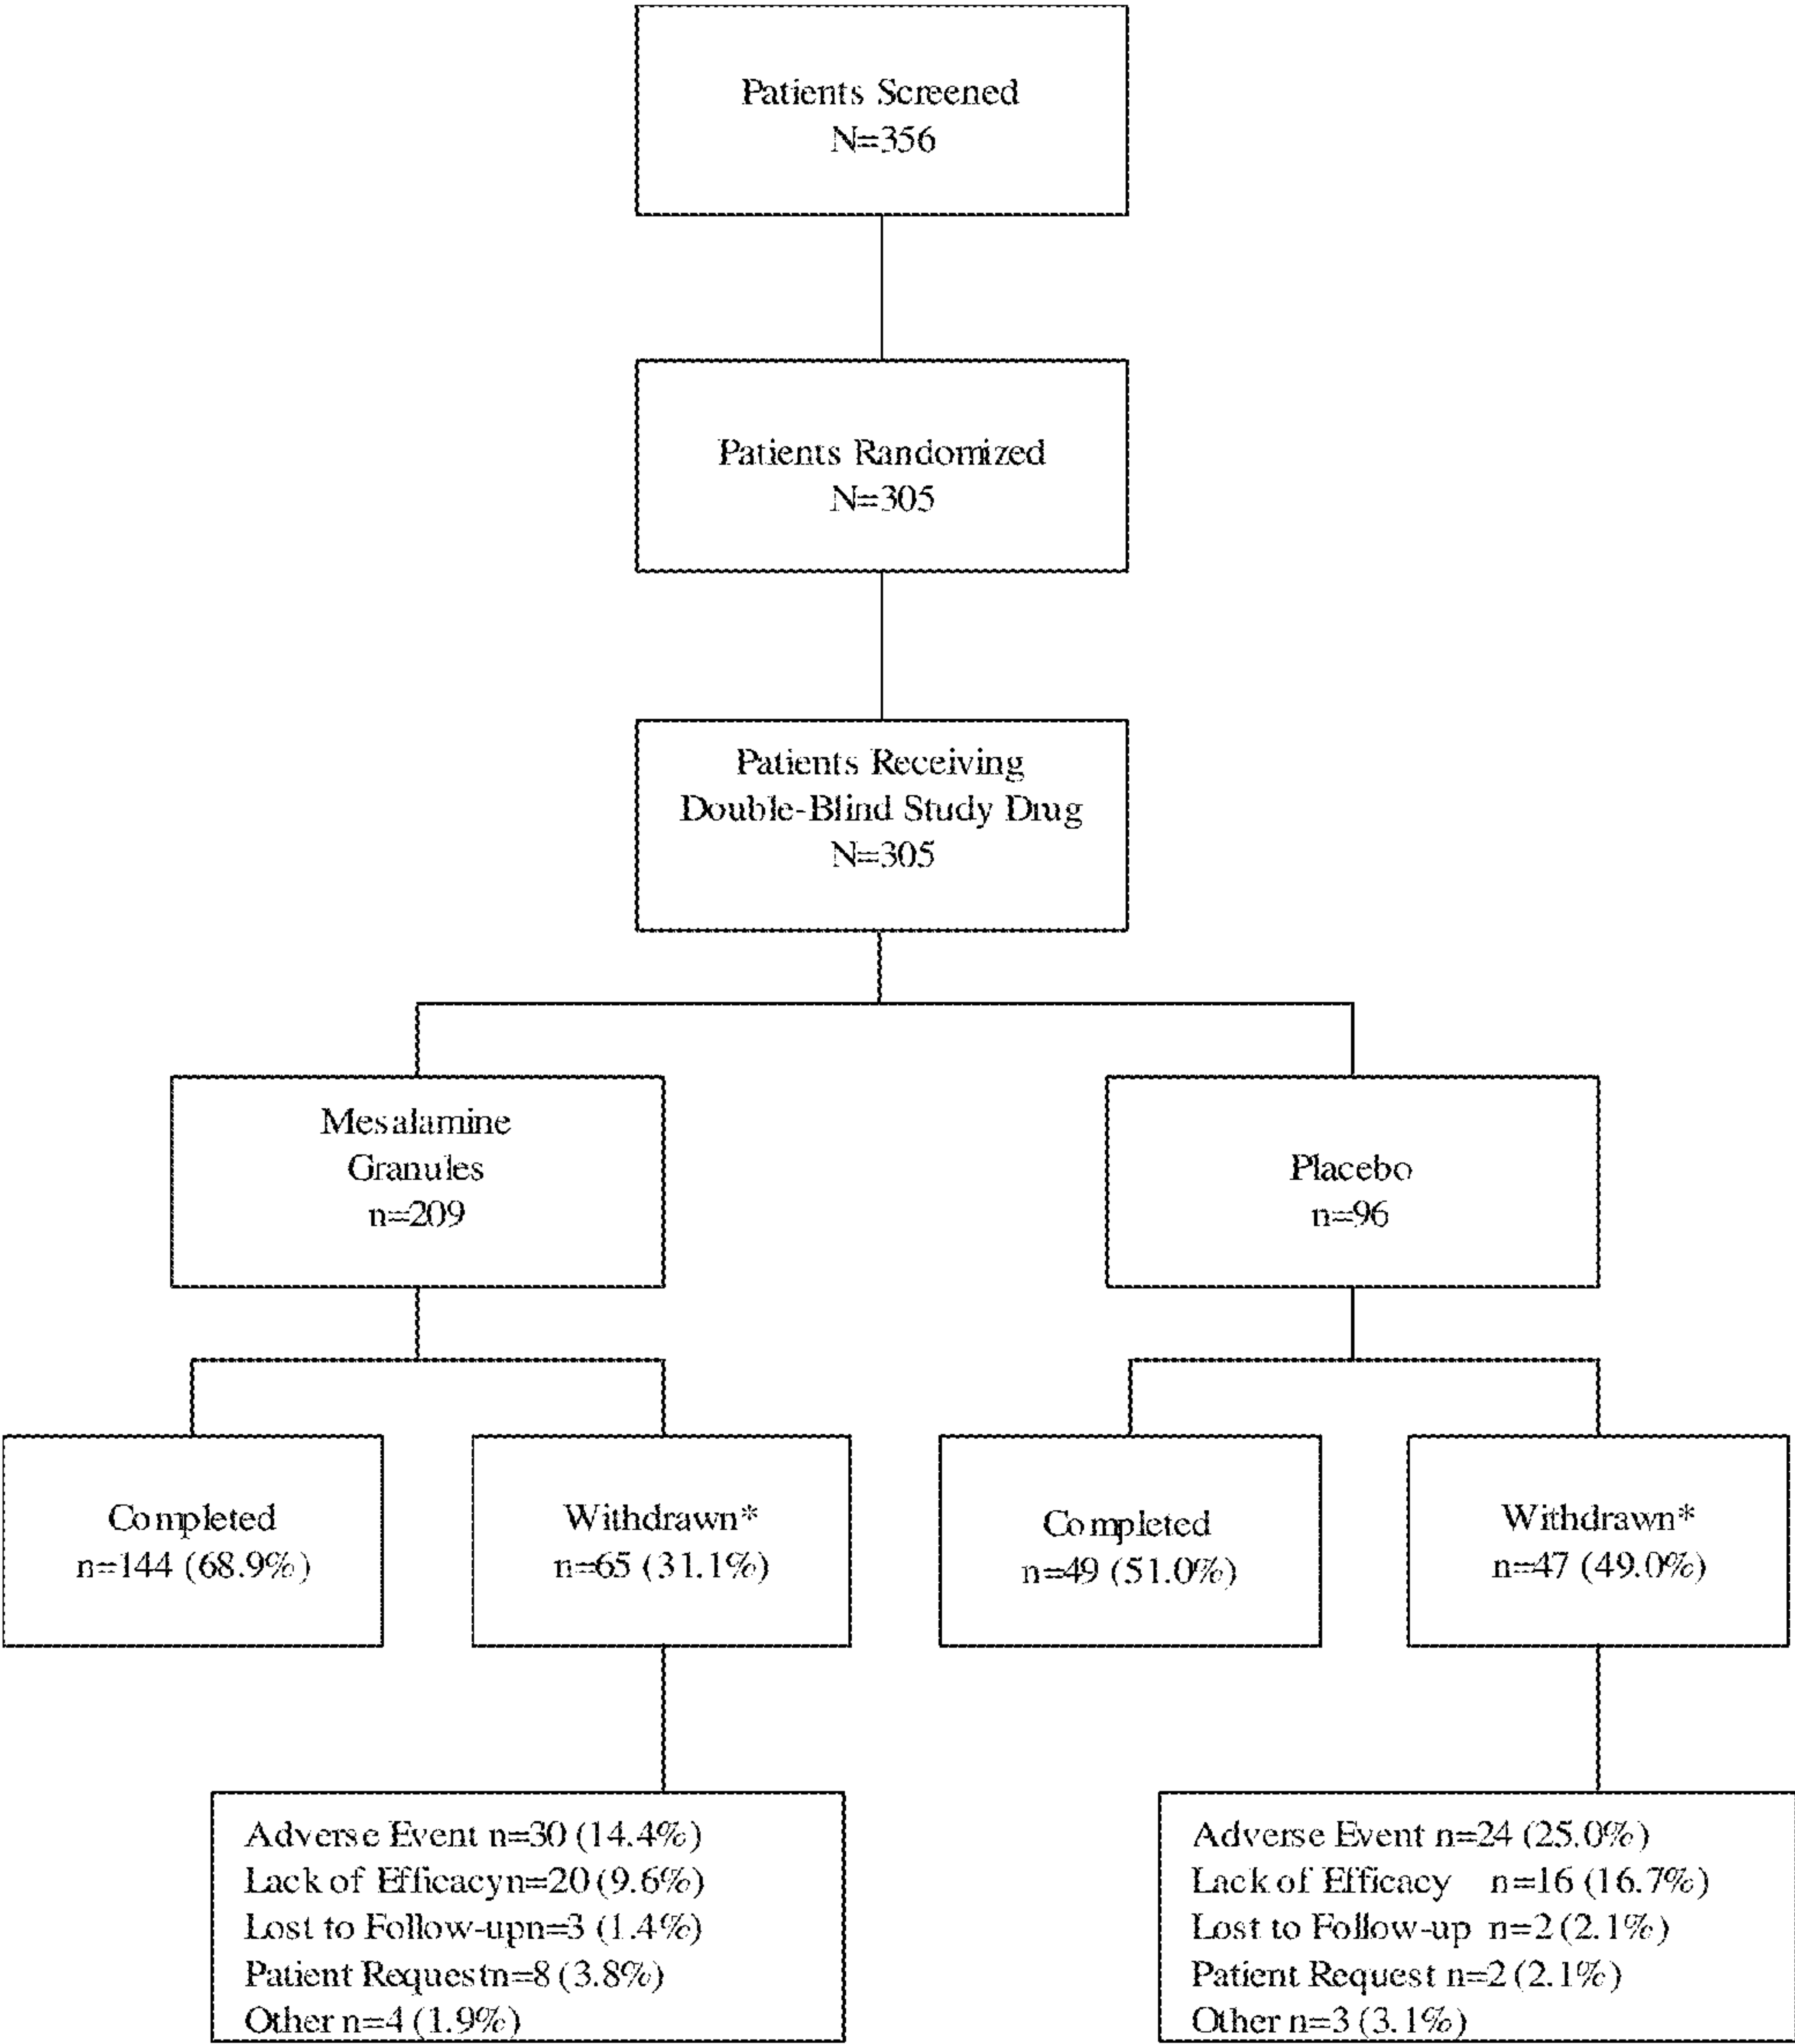 Patients Screened
N=356
Patients Randomized
N=305
Patients Receiving
Double-Blind Study Drug
N=305
Mesalamine
Granules
n=209
Placebo
n=96
Completed
n=144 (68.9%)
Withdrawn*
n=65 (31.1%)
Completed
n=49 (51.0%)
Withdrawn*
n=47 (49.0%)
Adverse Event n=30 (14.4%)
Lack of Efficacyn=20 (9.6%)
Lost to Follow-upn=3 (1.4%)
Patient Requestn=8 (3.8%)
Other n=4 (1.9%)
Adverse Event n=24 (25.0%)
Lack of Efficacy n=16 (16.7%)
Lost to Follow-up n=2 (2.1%)
Patient Request n=2 (2.1%)
Other n=3 (3.1%)